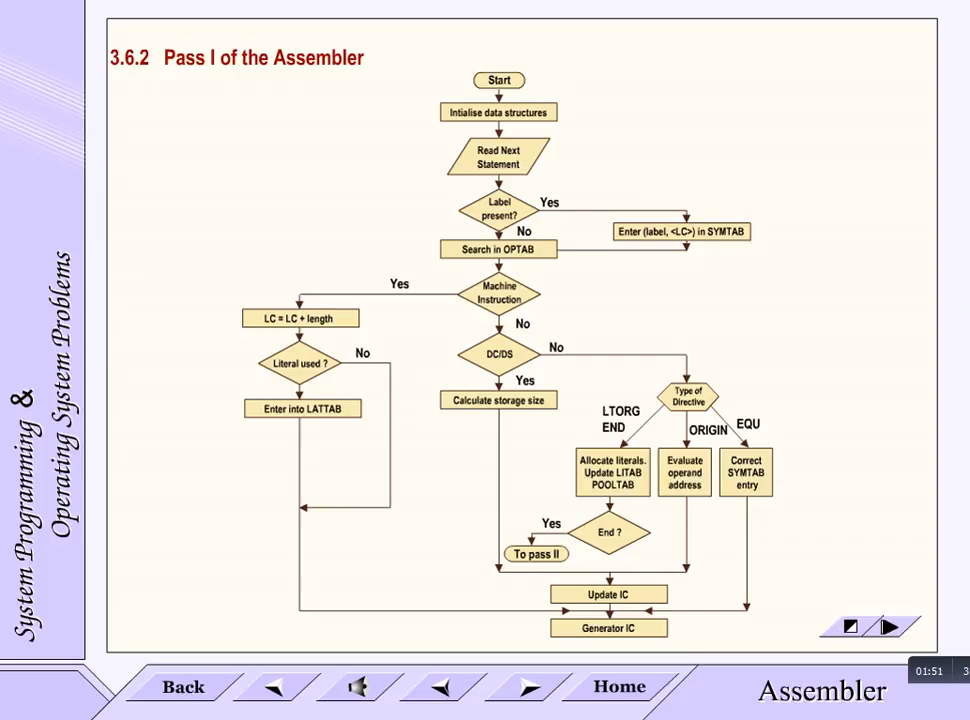 System Programming &
Operating System Problems
3.6.2 Pass I of the Assembler
Start
Intialise data structures
Read Next
Statement
Label
present?
Yes
No
Enter (label, <LC>) in SYMTAB
Search in OPTAB
Machine
Instruction
Yes
No
LC = LC + length
Literal used ?
No
Enter into LATTAB
DC/DS
No
Yes
Calculate storage size
Type of
Directive
LTORG
END
ORIGIN
EQU
Allocate literals.
Update LITAB
POOLTAB
Evaluate
operand
address
Correct
SYMTAB
entry
End ?
Yes
To pass II
Update IC
Generator IC
Back
Home
Assembler
01:51
3